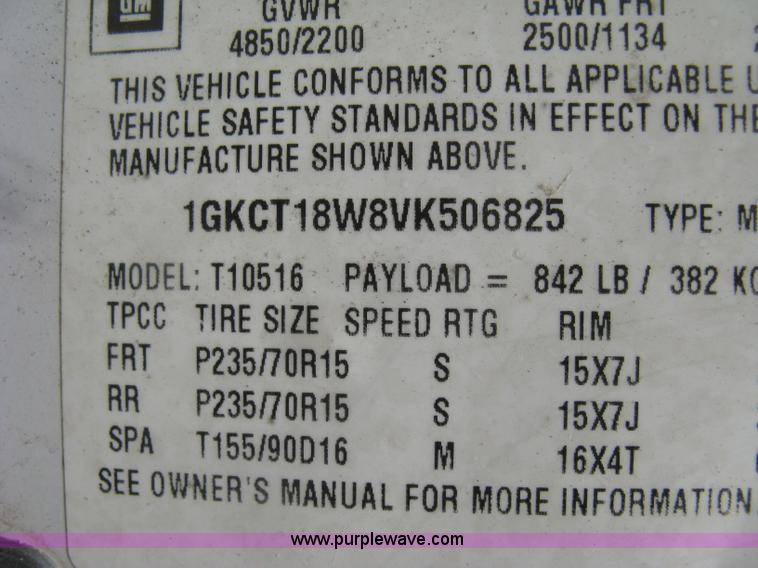 GM
GVWR GAWR FRT
4850/2200 2500/1134
THIS VEHICLE CONFORMS TO ALL APPLICABLE U
VEHICLE SAFETY STANDARDS IN EFFECT ON THE
MANUFACTURE SHOWN ABOVE.
1GKCT18W8VK506825 TYPE: M
MODEL: T10516 PAYLOAD = 842 LB / 382 KG
TPCC TIRE SIZE SPEED RTG RIM
FRT P235/70R15 S 15X7J
RR P235/70R15 S 15X7J
SPA T155/90D16 M 16X4T
SEE OWNER'S MANUAL FOR MORE INFORMATION.
www.purplewave.com